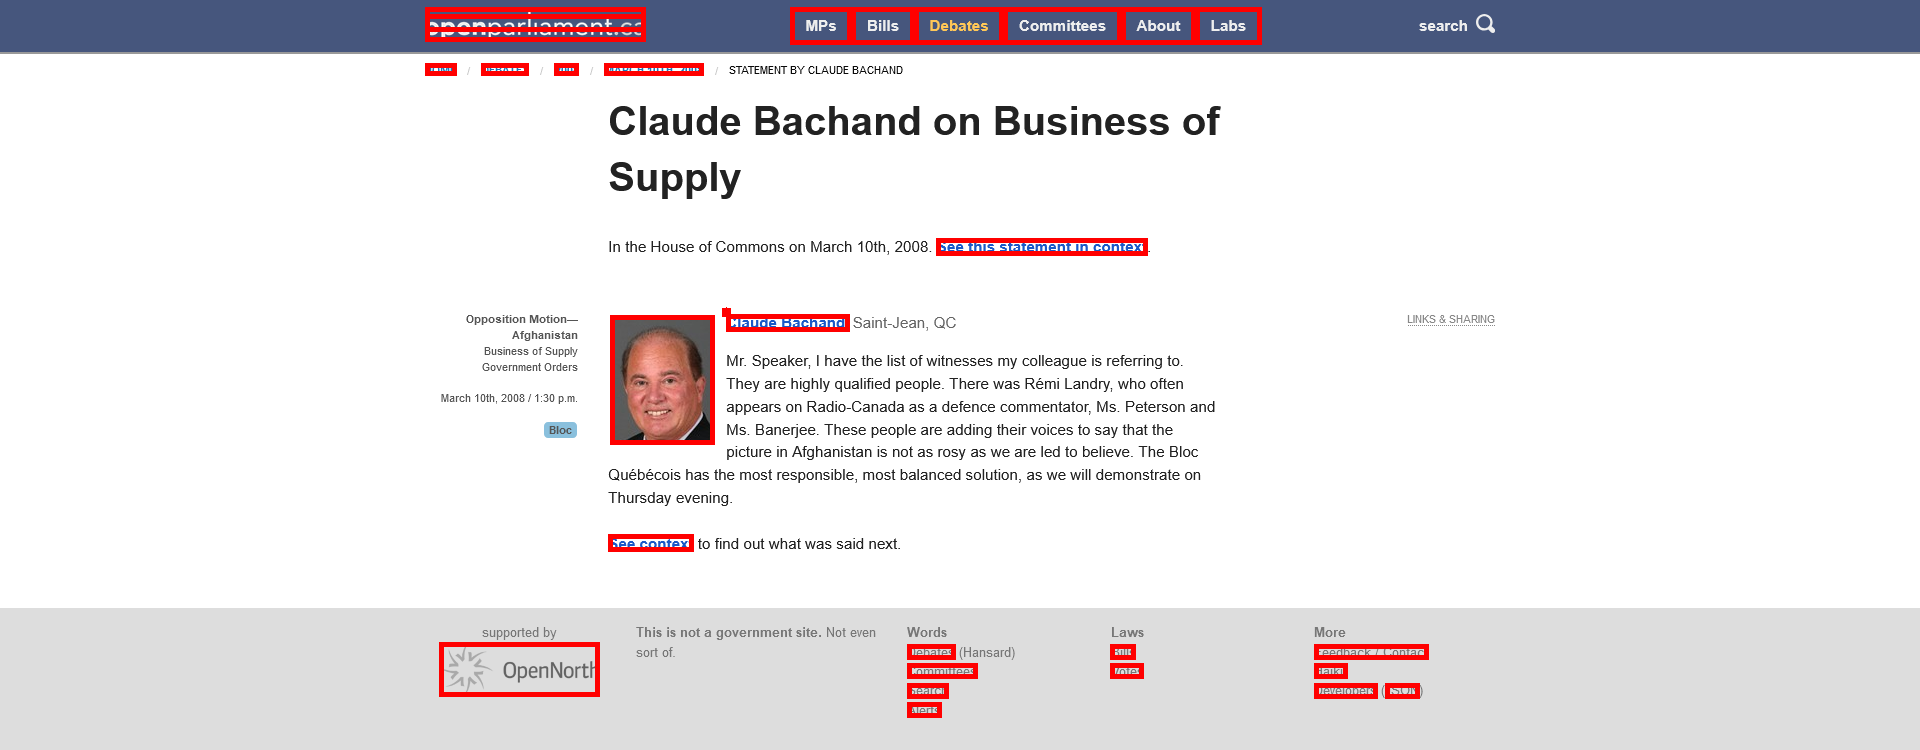 openparliament.ca
MPs Bills Debates Committees About Labs
search
/ / / MARCH 10TH, 2008 / STATEMENT BY CLAUDE BACHAND
Claude Bachand on Business of
Supply
In the House of Commons on March 10th, 2008. See this statement in context.
Opposition Motion—
Afghanistan
Business of Supply
Government Orders
March 10th, 2008 / 1:30 p.m.
Bloc
Claude Bachand Saint-Jean, QC
LINKS & SHARING
Mr. Speaker, I have the list of witnesses my colleague is referring to.
They are highly qualified people. There was Rémi Landry, who often
appears on Radio-Canada as a defence commentator, Ms. Peterson and
Ms. Banerjee. These people are adding their voices to say that the
picture in Afghanistan is not as rosy as we are led to believe. The Bloc
Québécois has the most responsible, most balanced solution, as we will demonstrate on
Thursday evening.
See context to find out what was said next.
supported by
OpenNorth
This is not a government site. Not even
sort of.
Words
Debates (Hansard)
Committees
Search
Alerts
Laws
Bills
Votes
More
Feedback / Contact
Haiku
Developers (JSON)